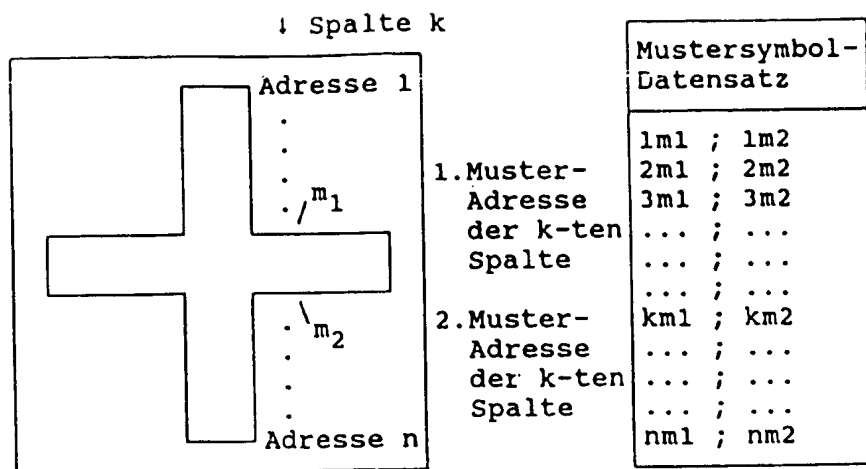 ↓ Spalte k
Adresse 1
m1
m2
Adresse n
1.Muster-
Adresse
der k-ten
Spalte
2.Muster-
Adresse
der k-ten
Spalte
Mustersymbol-
Datensatz
1m1 ; 1m2
2m1 ; 2m2
3m1 ; 3m2
... ; ...
... ; ...
... ; ...
km1 ; km2
... ; ...
... ; ...
... ; ...
nm1 ; nm2